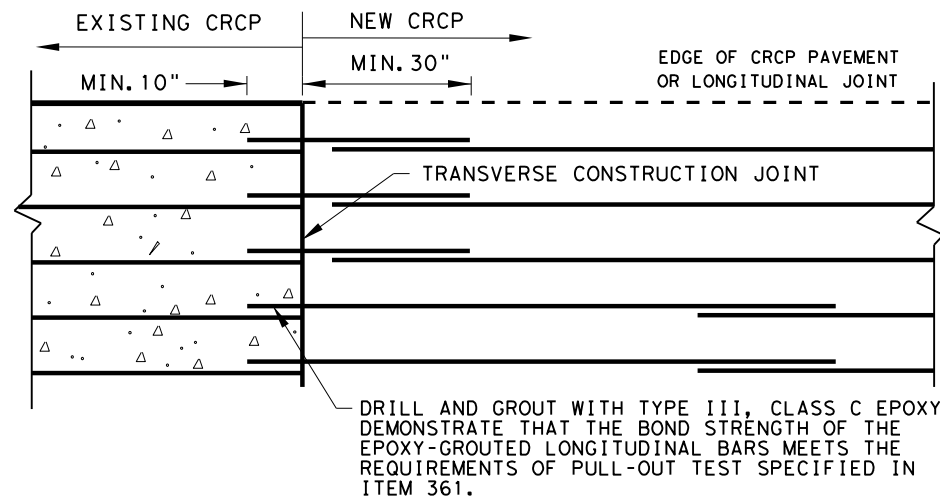 EXISTING CRCP
NEW CRCP
MIN. 10"
MIN. 30"
EDGE OF CRCP PAVEMENT
OR LONGITUDINAL JOINT
TRANSVERSE CONSTRUCTION JOINT
DRILL AND GROUT WITH TYPE III, CLASS C EPOXY
DEMONSTRATE THAT THE BOND STRENGTH OF THE
EPOXY-GROUTED LONGITUDINAL BARS MEETS THE
REQUIREMENTS OF PULL-OUT TEST SPECIFIED IN
ITEM 361.